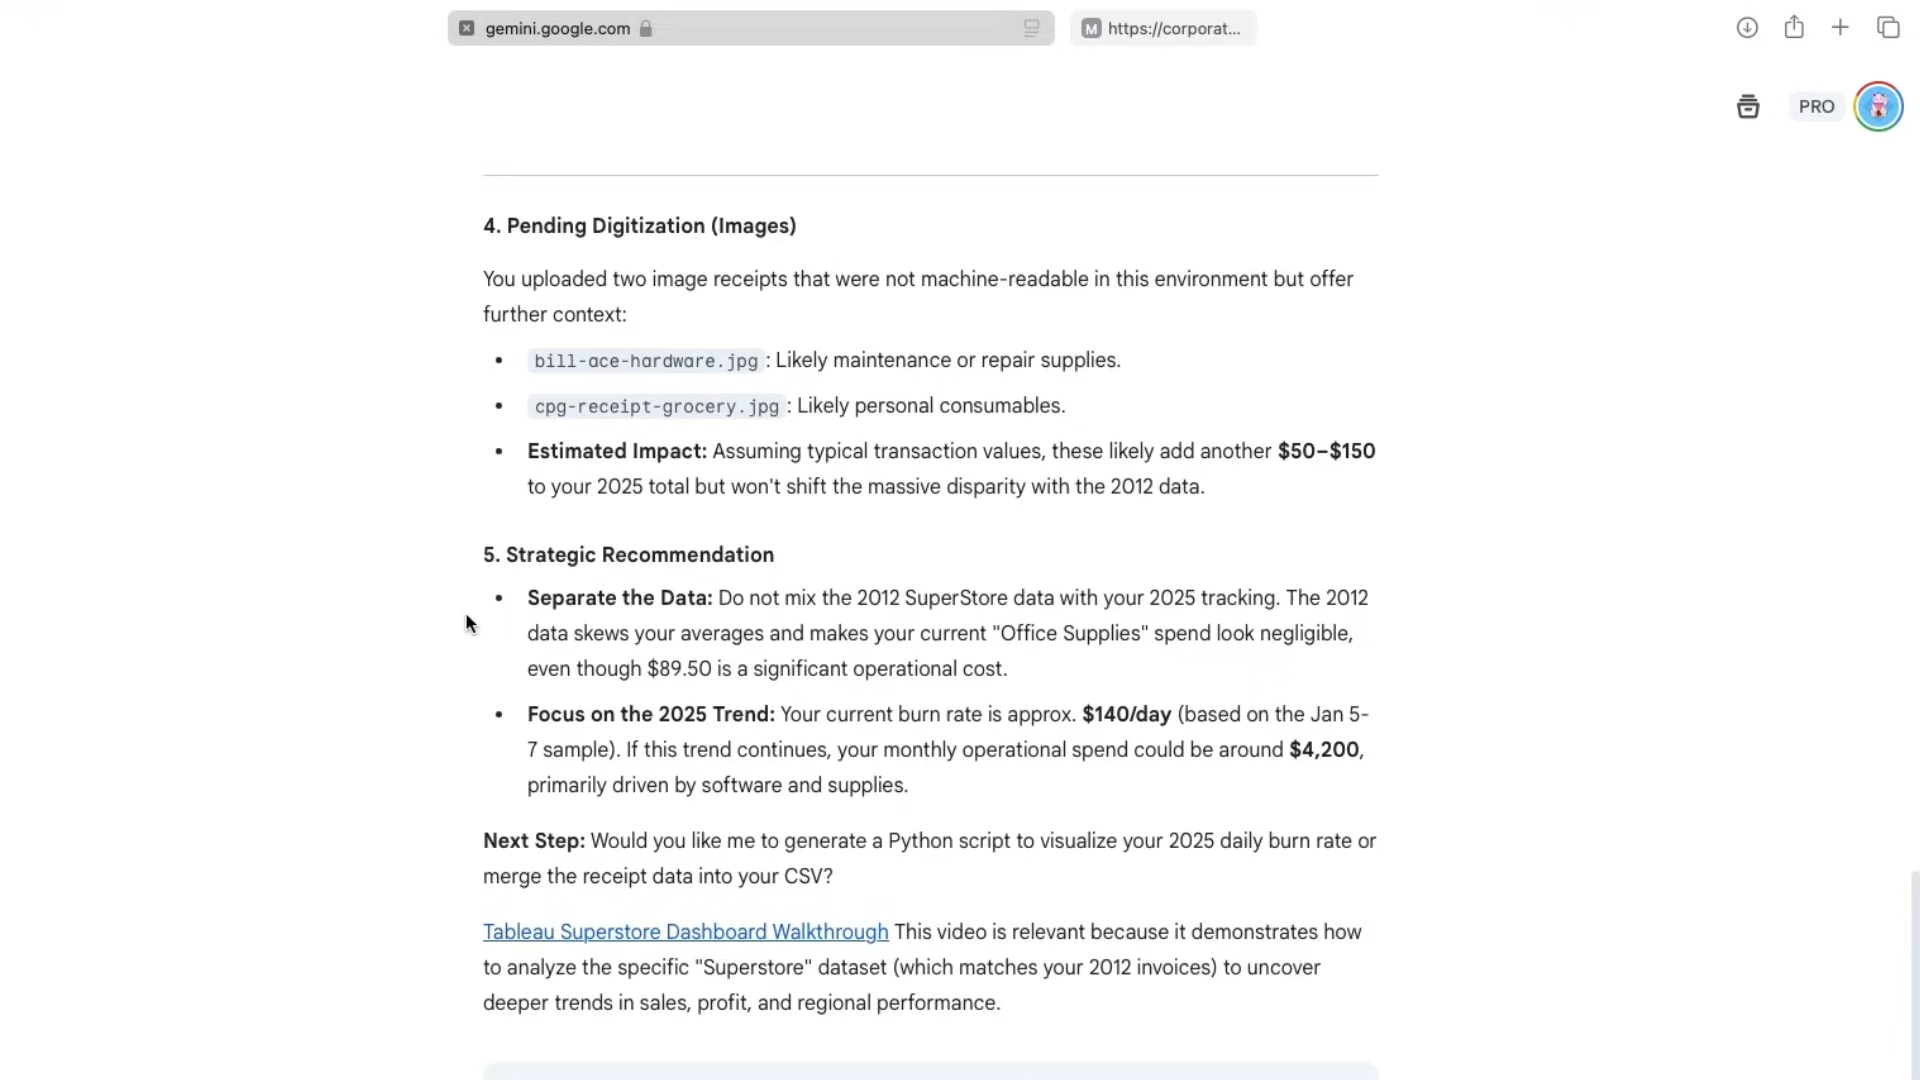 gemini.google.com
M https://corporat...
PRO
4. Pending Digitization (Images)
You uploaded two image receipts that were not machine-readable in this environment but offer
further context:
• bill-ace-hardware.jpg : Likely maintenance or repair supplies.
• cpg-receipt-grocery.jpg : Likely personal consumables.
• Estimated Impact: Assuming typical transaction values, these likely add another $50–$150
to your 2025 total but won't shift the massive disparity with the 2012 data.
5. Strategic Recommendation
• Separate the Data: Do not mix the 2012 SuperStore data with your 2025 tracking. The 2012
data skews your averages and makes your current "Office Supplies" spend look negligible,
even though $89.50 is a significant operational cost.
• Focus on the 2025 Trend: Your current burn rate is approx. $140/day (based on the Jan 5-
7 sample). If this trend continues, your monthly operational spend could be around $4,200,
primarily driven by software and supplies.
Next Step: Would you like me to generate a Python script to visualize your 2025 daily burn rate or
merge the receipt data into your CSV?
Tableau Superstore Dashboard Walkthrough This video is relevant because it demonstrates how
to analyze the specific "Superstore" dataset (which matches your 2012 invoices) to uncover
deeper trends in sales, profit, and regional performance.